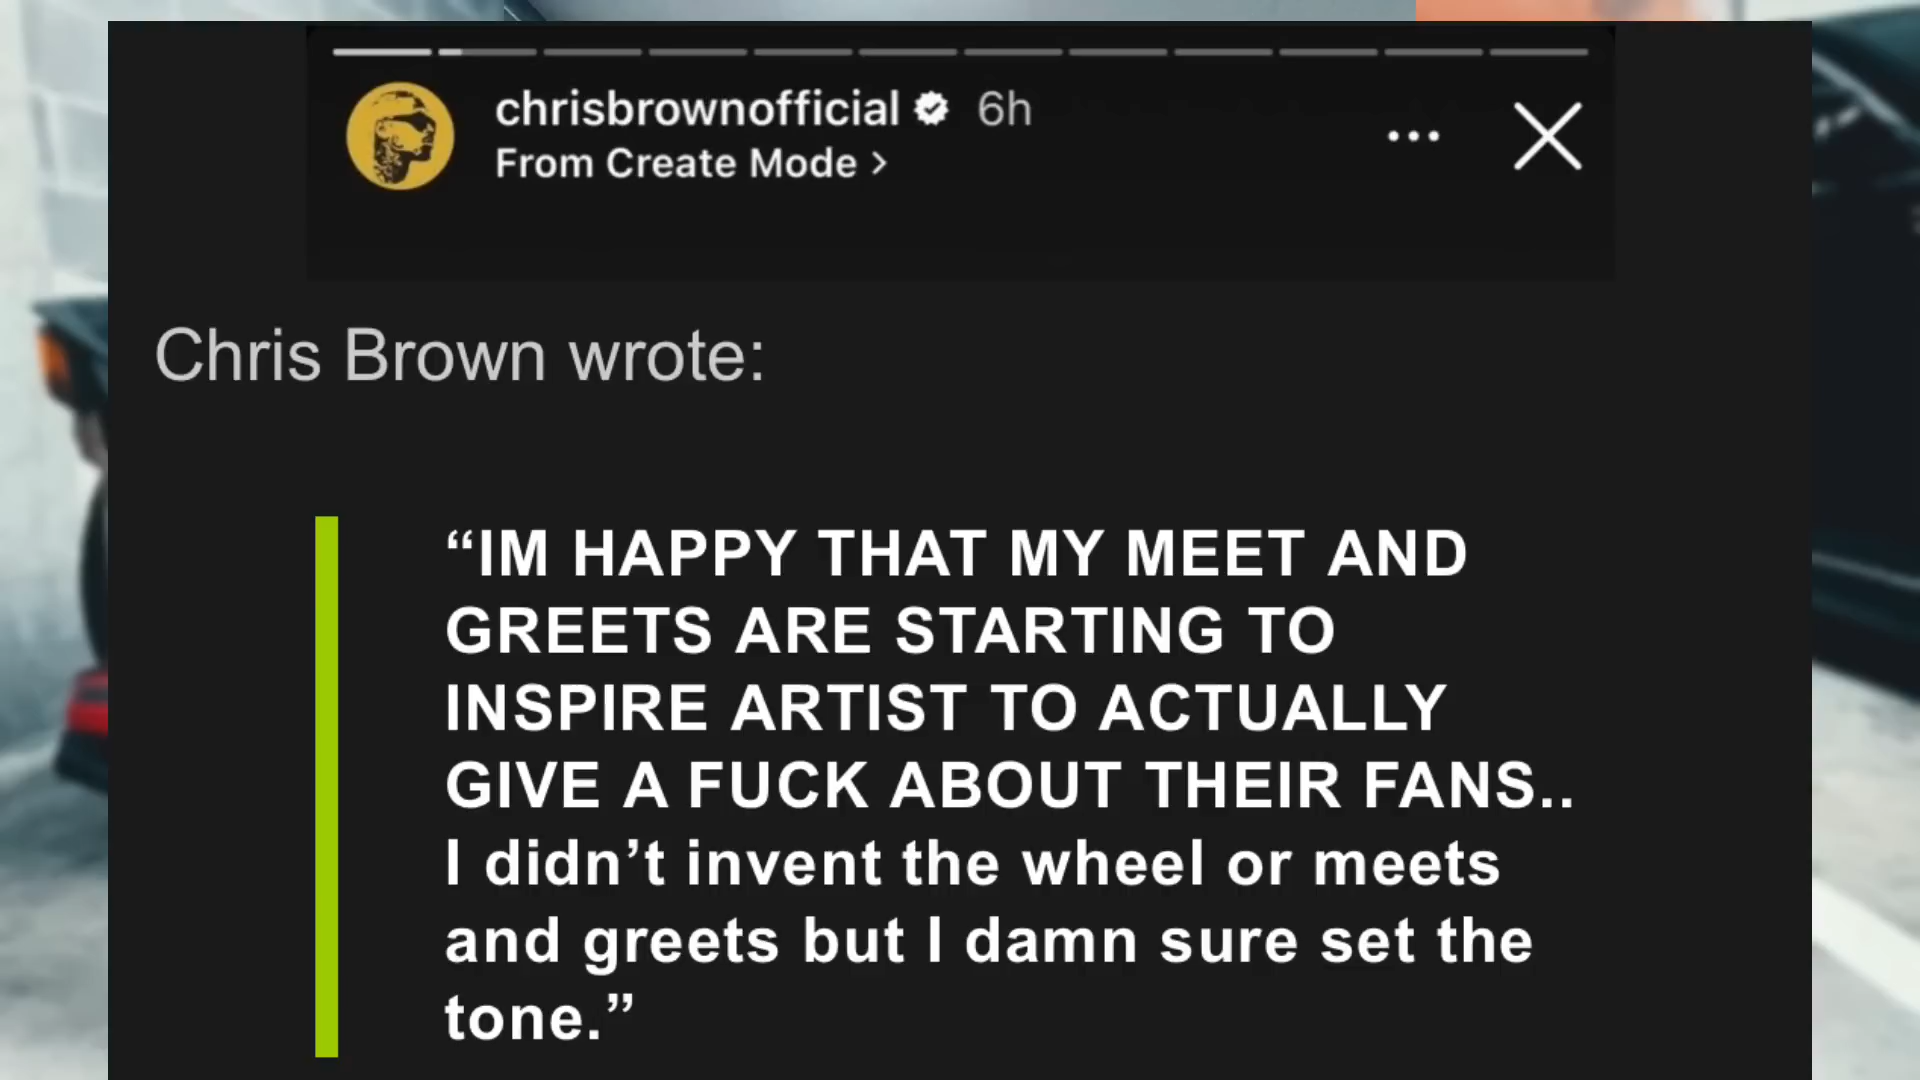 chrisbrownofficial 6h
From Create Mode >
Chris Brown wrote:
“IM HAPPY THAT MY MEET AND
GREETS ARE STARTING TO
INSPIRE ARTIST TO ACTUALLY
GIVE A FUCK ABOUT THEIR FANS..
I didn’t invent the wheel or meets
and greets but I damn sure set the
tone.”